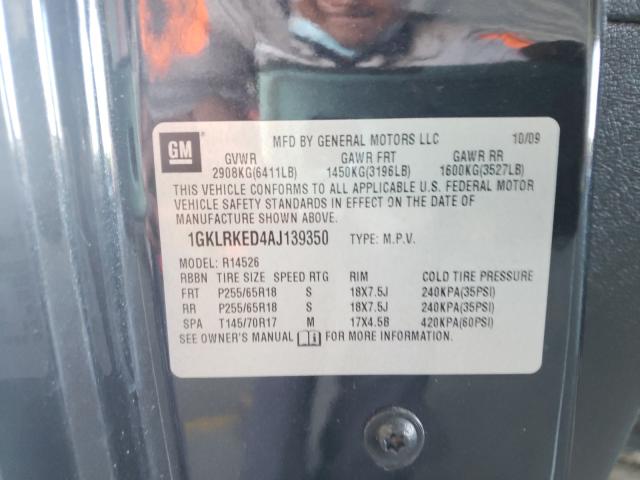 GM
MFD BY GENERAL MOTORS LLC 10/09
GVWR GAWR FRT GAWR RR
2908KG(6411LB) 1450KG(3196LB) 1600KG(3527LB)
THIS VEHICLE CONFORMS TO ALL APPLICABLE U.S. FEDERAL MOTOR
VEHICLE SAFETY STANDARDS IN EFFECT ON THE DATE OF
MANUFACTURE SHOWN ABOVE.
1GKLRKED4AJ139350 TYPE: M.P.V.
MODEL: R14526
RBBN TIRE SIZE SPEED RTG RIM COLD TIRE PRESSURE
FRT P255/65R18 S 18X7.5J 240KPA(35PSI)
RR P255/65R18 S 18X7.5J 240KPA(35PSI)
SPA T145/70R17 M 17X4.5B 420KPA(60PSI)
SEE OWNER'S MANUAL FOR MORE INFORMATION.